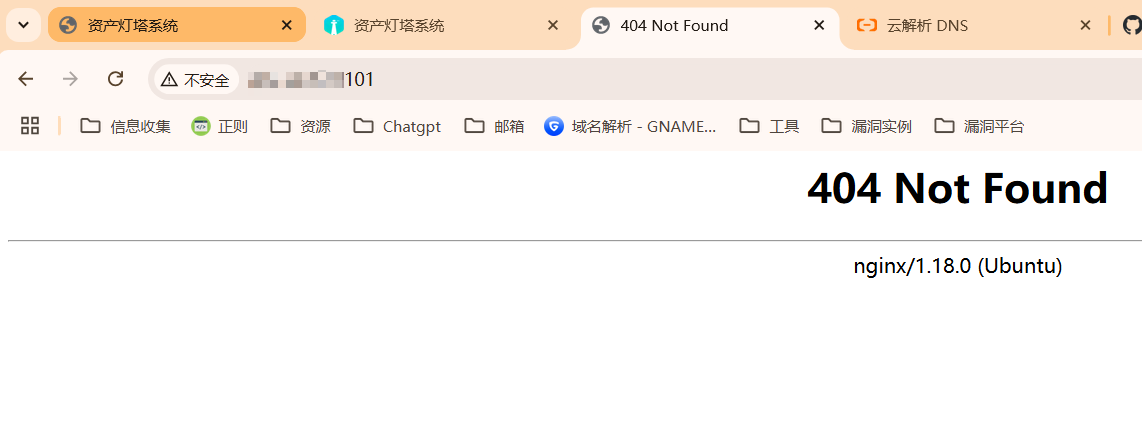 资产灯塔系统
资产灯塔系统
404 Not Found
云解析 DNS
不安全
101
信息收集
正则
资源
Chatgpt
邮箱
域名解析 - GNAME...
工具
漏洞实例
漏洞平台
404 Not Found
nginx/1.18.0 (Ubuntu)